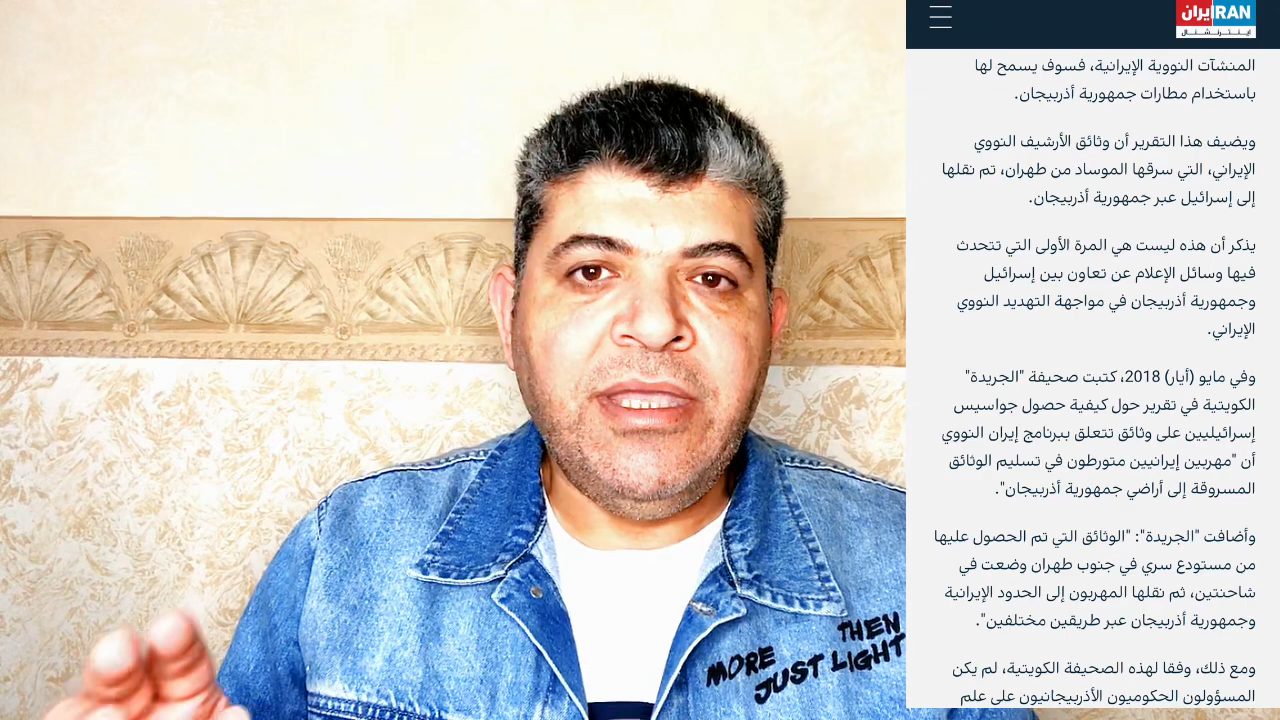 IRANایران
اینترنشنال
المنشآت النووية الإيرانية، فسوف يسمح لها
باستخدام مطارات جمهورية أذربيجان.
ويضيف هذا التقرير أن وثائق الأرشيف النووي
الإيراني، التي سرقها الموساد من طهران، تم نقلها
إلى إسرائيل عبر جمهورية أذربيجان.
يذكر أن هذه ليست هي المرة الأولى التي تتحدث
فيها وسائل الإعلام عن تعاون بين إسرائيل
وجمهورية أذربيجان في مواجهة التهديد النووي
الإيراني.
وفي مايو (أيار) 2018، كتبت صحيفة "الجريدة"
الكويتية في تقرير حول كيفية حصول جواسيس
إسرائيليين على وثائق تتعلق ببرنامج إيران النووي
أن "مهربين إيرانيين متورطون في تسليم الوثائق
المسروقة إلى أراضي جمهورية أذربيجان".
وأضافت "الجريدة": "الوثائق التي تم الحصول عليها
من مستودع سري في جنوب طهران وضعت في
شاحنتين، ثم نقلها المهربون إلى الحدود الإيرانية
وجمهورية أذربيجان عبر طريقين مختلفين".
ومع ذلك، وفقا لهذه الصحيفة الكويتية، لم يكن
المسؤولون الحكوميون الأذربيجانيون على علم
THEN
MORE
JUST LIGHT